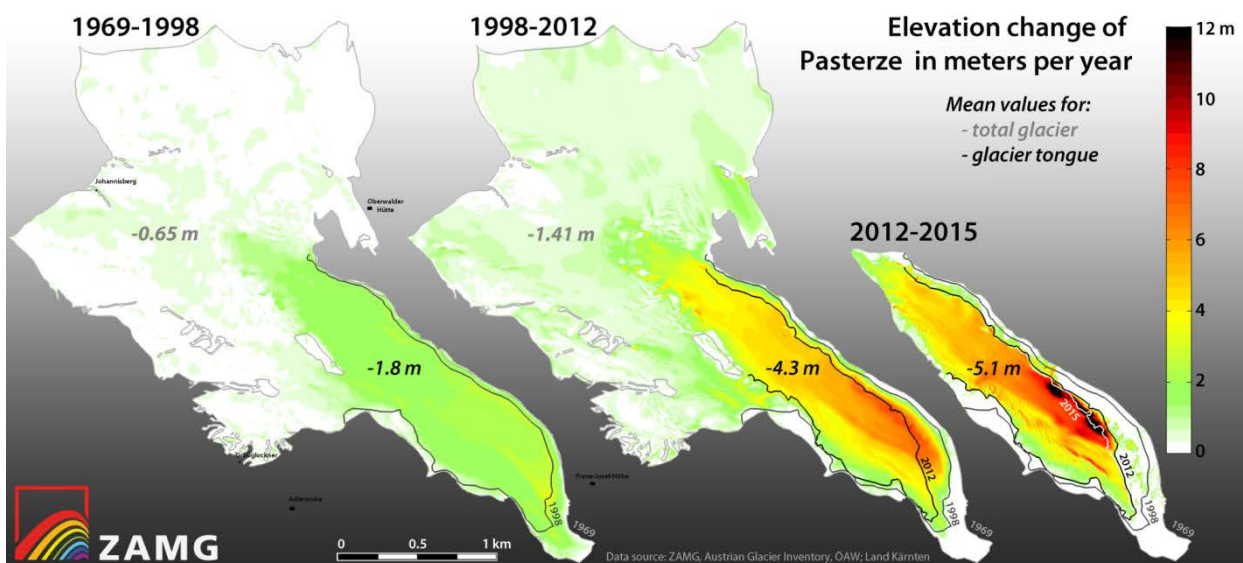 1969-1998
1998-2012
Elevation change of
Pasterze in meters per year
Mean values for:
- total glacier
- glacier tongue
12 m
10
8
6
4
2
0
Johannisberg
Oberwalder
Hütte
-0.65 m
-1.41 m
2012-2015
-1.8 m
-4.3 m
-5.1 m
2015
2012
2012
Großglockner
Adlersruhe
Franz-Josef-Höhe
1998
1969
1998
1969
1998
1969
ZAMG
0 0.5 1 km
Data source: ZAMG, Austrian Glacier Inventory, ÖAW; Land Kärnten